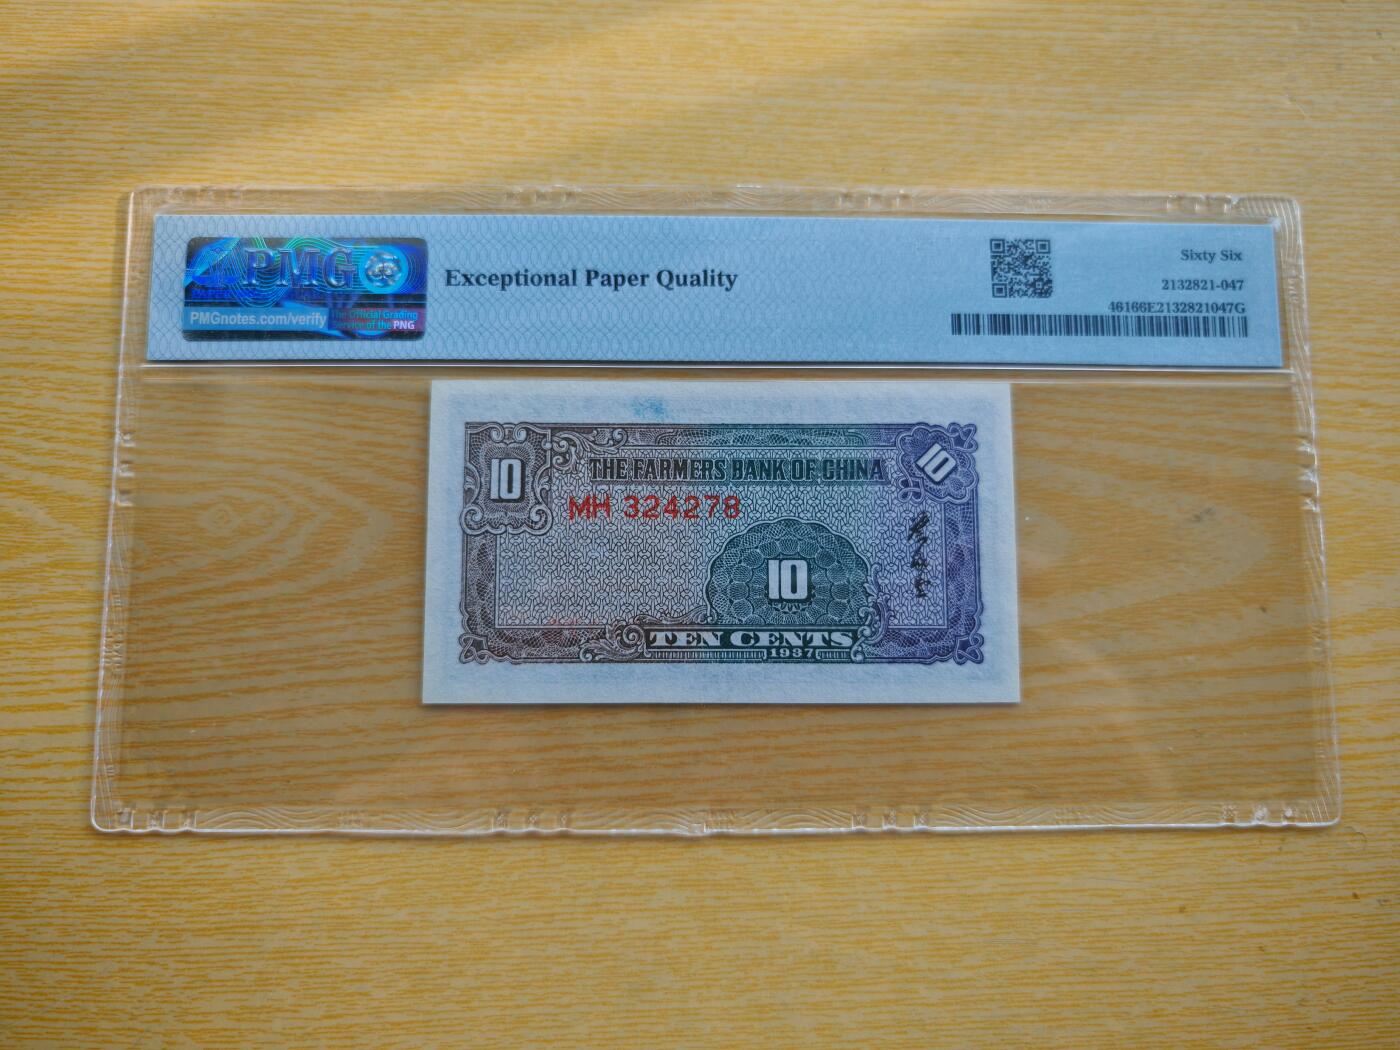 PMG
PMGnotes.com/verify
The Official Grading
Service of the PNG
Exceptional Paper Quality
Sixty Six
2132821-047
46166E2132821047G
10
10
THE FARMERS BANK OF CHINA
MH 324278
10
TEN CENTS
1937